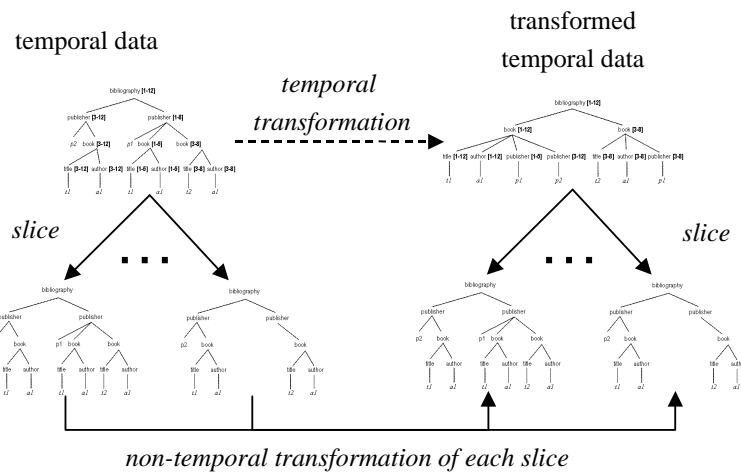 temporal data
transformed
temporal data
temporal
transformation
bibliography [1-12]
publisher [3-12] publisher [1-8]
p2 book [3-12] p1 book [1-5] book [3-8]
title [3-12] author [3-12] title [1-5] author [1-5] title [3-8] author [3-8]
t1 a1 t1 a1 t2 a1
bibliography [1-12]
book [1-12] book [3-8]
title [1-12] author [1-12] publisher [1-5] publisher [3-12] title [3-8] author [3-8] publisher [3-8]
t1 a1 p1 p2 t2 a1 p1
slice
...
slice
...
bibliography
publisher publisher
p2 book p1 book book
title author title author title author
t1 a1 t1 a1 t2 a1
bibliography
publisher publisher
p2 book book
title author title author
t1 a1 t2 a1
bibliography
publisher publisher
p2 book p1 book book
title author title author title author
t1 a1 t1 a1 t2 a1
bibliography
publisher publisher
p2 book book
title author title author
t1 a1 t2 a1
non-temporal transformation of each slice